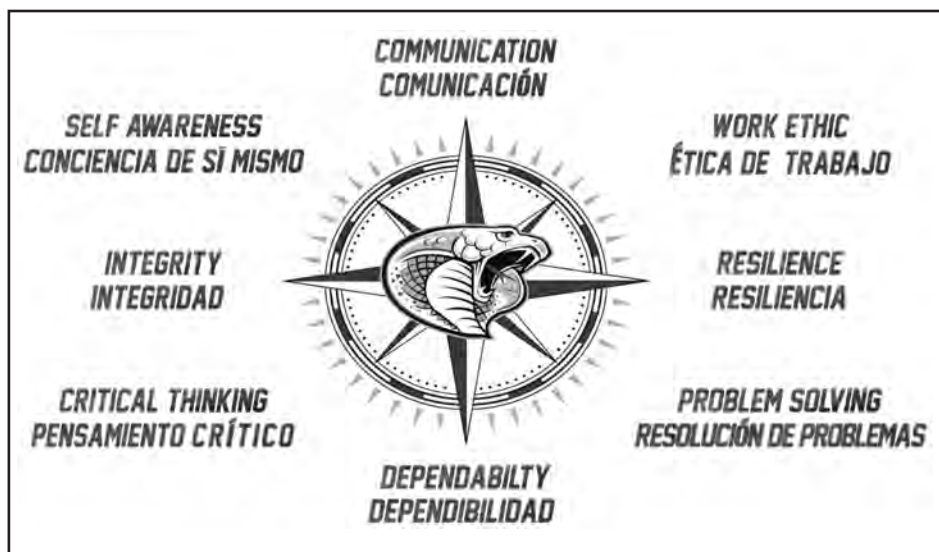 COMMUNICATION
COMUNICACIÓN
SELF AWARENESS
CONCIENCIA DE SÍ MISMO
WORK ETHIC
ÉTICA DE TRABAJO
INTEGRITY
INTEGRIDAD
RESILIENCE
RESILIENCIA
CRITICAL THINKING
PENSAMIENTO CRÍTICO
PROBLEM SOLVING
RESOLUCIÓN DE PROBLEMAS
DEPENDABILTY
DEPENDIBILIDAD